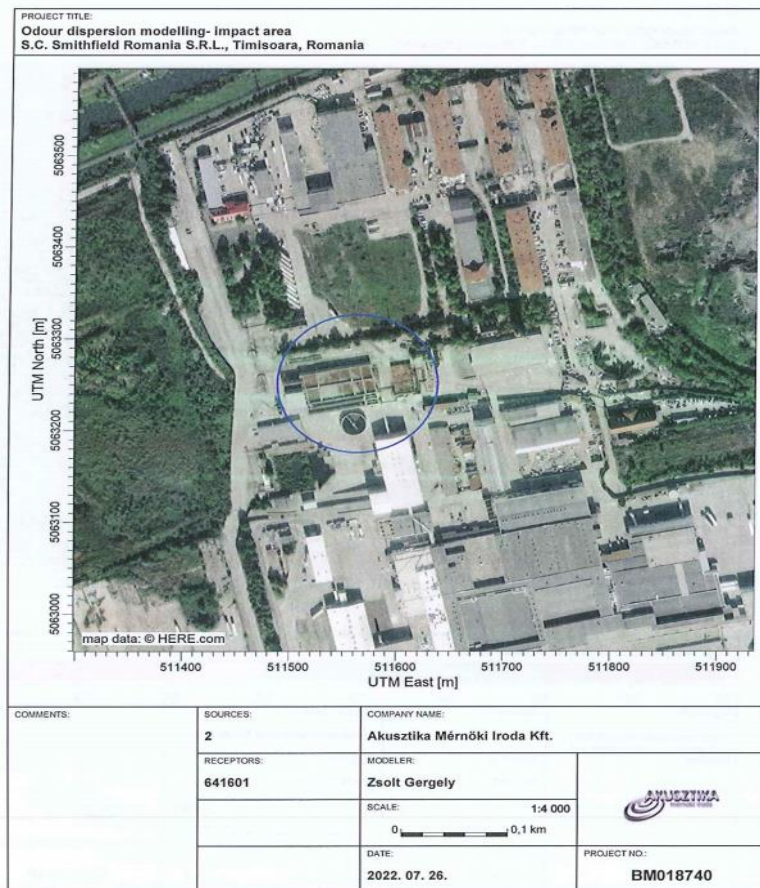 PROJECT TITLE:
Odour dispersion modelling- impact area
S.C. Smithfield Romania S.R.L., Timisoara, Romania
UTM North [m]
5063500
5063400
5063300
5063200
5063100
5063000
map data: © HERE.com
511400
511500
511600
511700
511800
511900
UTM East [m]
COMMENTS:
SOURCES:
2
COMPANY NAME:
Akusztika Mérnöki Iroda Kft.
RECEPTORS:
641601
MODELER:
Zsolt Gergely
SCALE:
1:4 000
0
0,1 km
AKUSZTIKA
mérnöki iroda
DATE:
2022. 07. 26.
PROJECT NO.:
BM018740